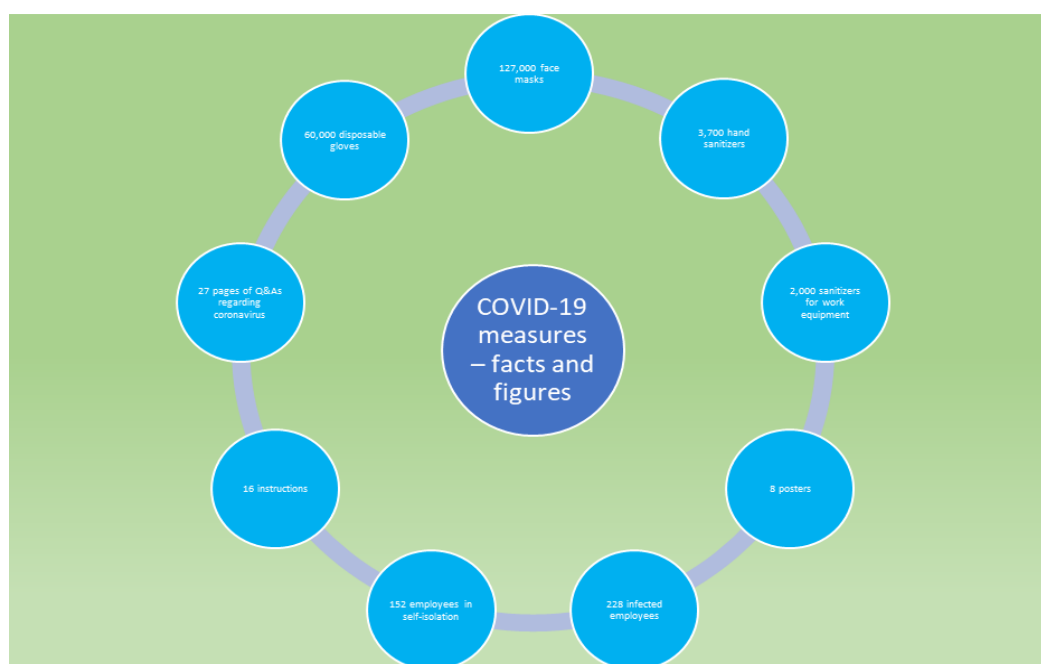 COVID-19
measures
– facts and
figures
127,000 face
masks
3,700 hand
sanitizers
2,000 sanitizers
for work
equipment
8 posters
228 infected
employees
152 employees in
self-isolation
16 instructions
27 pages of Q&As
regarding
coronavirus
60,000 disposable
gloves